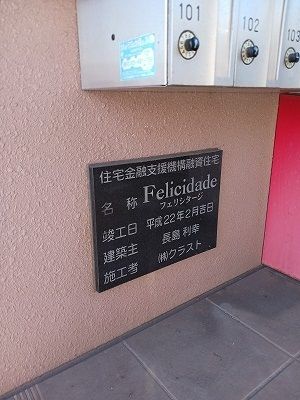 101
102
103
住宅金融支援機構融資住宅
名称 Felicidade
フェリシタージ
竣工日 平成22年2月吉日
建築主 長島 利幸
施工者 ㈱クラスト